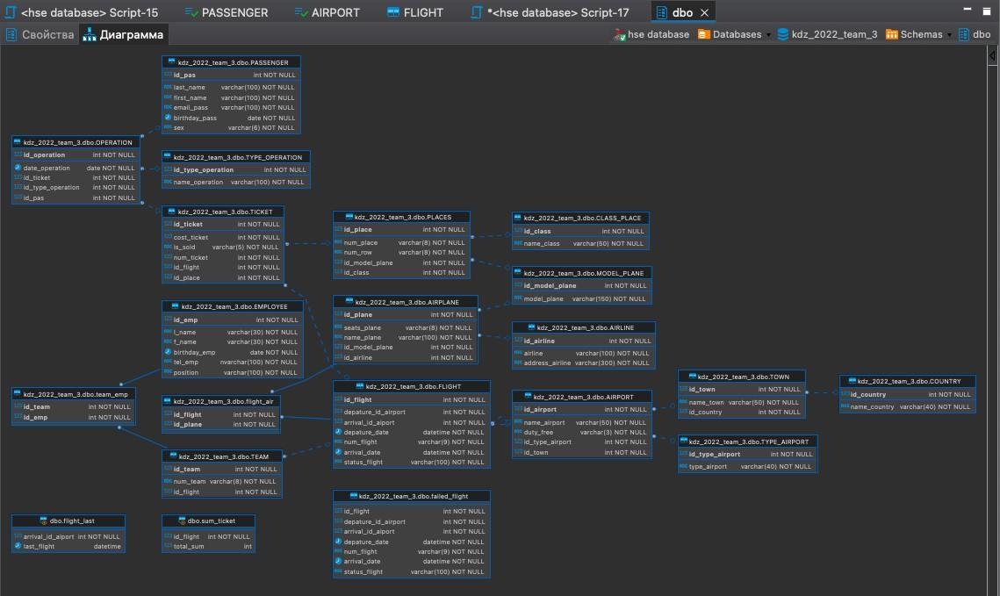 <hse database> Script-15
PASSENGER
AIRPORT
FLIGHT
*<hse database> Script-17
dbo
Свойства
Диаграмма
hse database
Databases
kdz_2022_team_3
Schemas
dbo
kdz_2022_team_3.dbo.PASSENGER
id_pas int NOT NULL
last_name varchar(100) NOT NULL
first_name varchar(100) NOT NULL
email_pass varchar(100) NOT NULL
birthday_pass date NOT NULL
sex varchar(6) NOT NULL
kdz_2022_team_3.dbo.OPERATION
id_operation int NOT NULL
date_operation date NOT NULL
id_ticket int NOT NULL
id_type_operation int NOT NULL
id_pas int NOT NULL
kdz_2022_team_3.dbo.TYPE_OPERATION
id_type_operation int NOT NULL
name_operation varchar(100) NOT NULL
kdz_2022_team_3.dbo.TICKET
id_ticket int NOT NULL
cost_ticket int NOT NULL
is_sold varchar(5) NOT NULL
num_ticket int NOT NULL
id_flight int NOT NULL
id_place int NOT NULL
kdz_2022_team_3.dbo.PLACES
id_place int NOT NULL
num_place varchar(8) NOT NULL
num_row varchar(8) NOT NULL
id_model_plane int NOT NULL
id_class int NOT NULL
kdz_2022_team_3.dbo.CLASS_PLACE
id_class int NOT NULL
name_class varchar(50) NOT NULL
kdz_2022_team_3.dbo.MODEL_PLANE
id_model_plane int NOT NULL
model_plane varchar(150) NOT NULL
kdz_2022_team_3.dbo.EMPLOYEE
id_emp int NOT NULL
l_name varchar(30) NOT NULL
f_name varchar(30) NOT NULL
birthday_emp date NOT NULL
tel_emp nvarchar(100) NOT NULL
position varchar(100) NOT NULL
kdz_2022_team_3.dbo.AIRPLANE
id_plane int NOT NULL
seats_plane varchar(8) NOT NULL
name_plane varchar(100) NOT NULL
id_model_plane int NOT NULL
id_airline int NOT NULL
kdz_2022_team_3.dbo.AIRLINE
id_airline int NOT NULL
airline varchar(100) NOT NULL
address_airline varchar(300) NOT NULL
kdz_2022_team_3.dbo.team_emp
id_team int NOT NULL
id_emp int NOT NULL
kdz_2022_team_3.dbo.flight_air
id_flight int NOT NULL
id_plane int NOT NULL
kdz_2022_team_3.dbo.FLIGHT
id_flight int NOT NULL
depature_id_airport int NOT NULL
arrival_id_airport int NOT NULL
depature_date datetime NOT NULL
num_flight varchar(9) NOT NULL
arrival_date datetime NOT NULL
status_flight varchar(100) NOT NULL
kdz_2022_team_3.dbo.AIRPORT
id_airport int NOT NULL
name_airport varchar(50) NOT NULL
duty_free varchar(3) NOT NULL
id_type_airport int NOT NULL
id_town int NOT NULL
kdz_2022_team_3.dbo.TOWN
id_town int NOT NULL
name_town varchar(50) NOT NULL
id_country int NOT NULL
kdz_2022_team_3.dbo.COUNTRY
id_country int NOT NULL
name_country varchar(40) NOT NULL
kdz_2022_team_3.dbo.TYPE_AIRPORT
id_type_airport int NOT NULL
type_airport varchar(40) NOT NULL
kdz_2022_team_3.dbo.TEAM
id_team int NOT NULL
num_team varchar(8) NOT NULL
id_flight int NOT NULL
dbo.flight_last
arrival_id_aiport int NOT NULL
last_flight datetime
dbo.sum_ticket
id_flight int NOT NULL
total_sum int
kdz_2022_team_3.dbo.failed_flight
id_flight int NOT NULL
depature_id_airport int NOT NULL
arrival_id_aiport int NOT NULL
depature_date datetime NOT NULL
num_flight varchar(9) NOT NULL
arrival_date datetime NOT NULL
status_flight varchar(100) NOT NULL